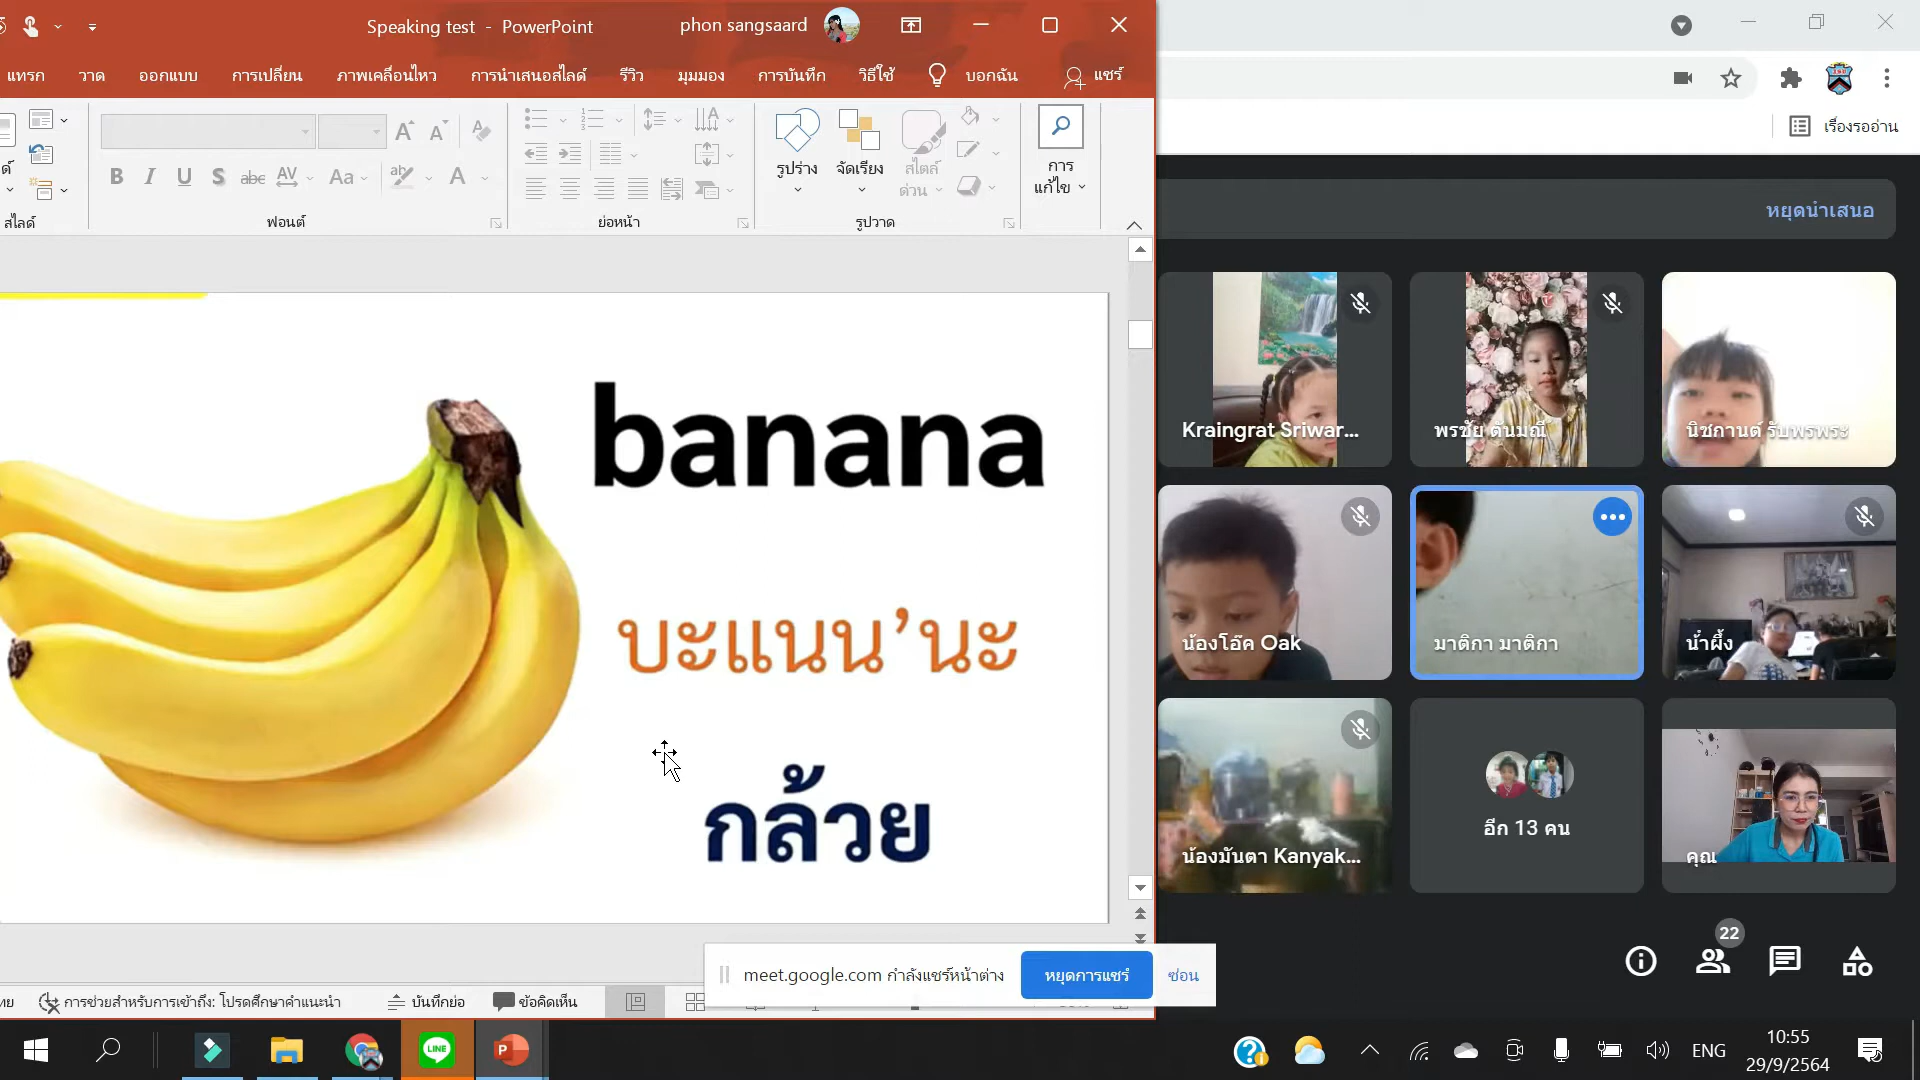 Speaking test - PowerPoint
phon sangsaard
แทรก วาด ออกแบบ การเปลี่ยน ภาพเคลื่อนไหว การนำเสนอสไลด์ รีวิว มุมมอง การบันทึก วิธีใช้ บอกฉัน แชร์
B I U S abc AV Aa ab A
รูปร่าง จัดเรียง สไตล์ด่วน การแก้ไข
สไลด์ ฟอนต์ ย่อหน้า รูปวาด
เรื่องรออ่าน
หยุดนำเสนอ
banana
บะแนน'นะ
กล้วย
Kraingrat Sriwar...
พรชัย ตันมณี
นิชกานต์ รับพรพระ
น้องโอ๊ค Oak
มาติกา มาติกา
น้ำผึ้ง
น้องมันตา Kanyak...
อีก 13 คน
คุณ
22
meet.google.com กำลังแชร์หน้าต่าง หยุดการแชร์ ซ่อน
การช่วยสำหรับการเข้าถึง: โปรดศึกษาคำแนะนำ บันทึกย่อ ข้อคิดเห็น
LINE
ENG
10:55
29/9/2564